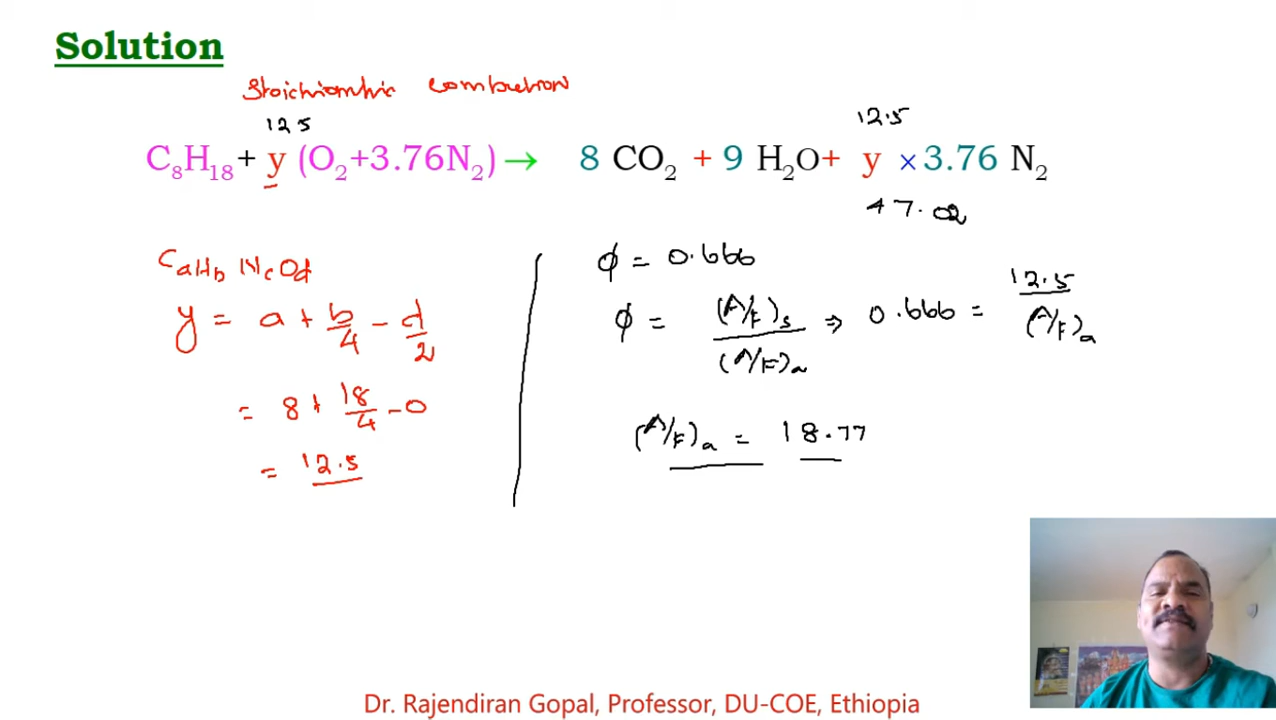 Solution
Stoichiomtric combustion
12.5
12.5
C8H18 + y (O2+3.76N2) → 8 CO2 + 9 H2O+ y ×3.76 N2
47.02
CaHb NcOd
y = a + b/4 - d/2
= 8 + 18/4 - 0
= 12.5
ϕ = 0.666
ϕ = (A/F)s / (A/F)a ⇒ 0.666 = 12.5 / (A/F)a
(A/F)a = 18.77
Dr. Rajendiran Gopal, Professor, DU-COE, Ethiopia